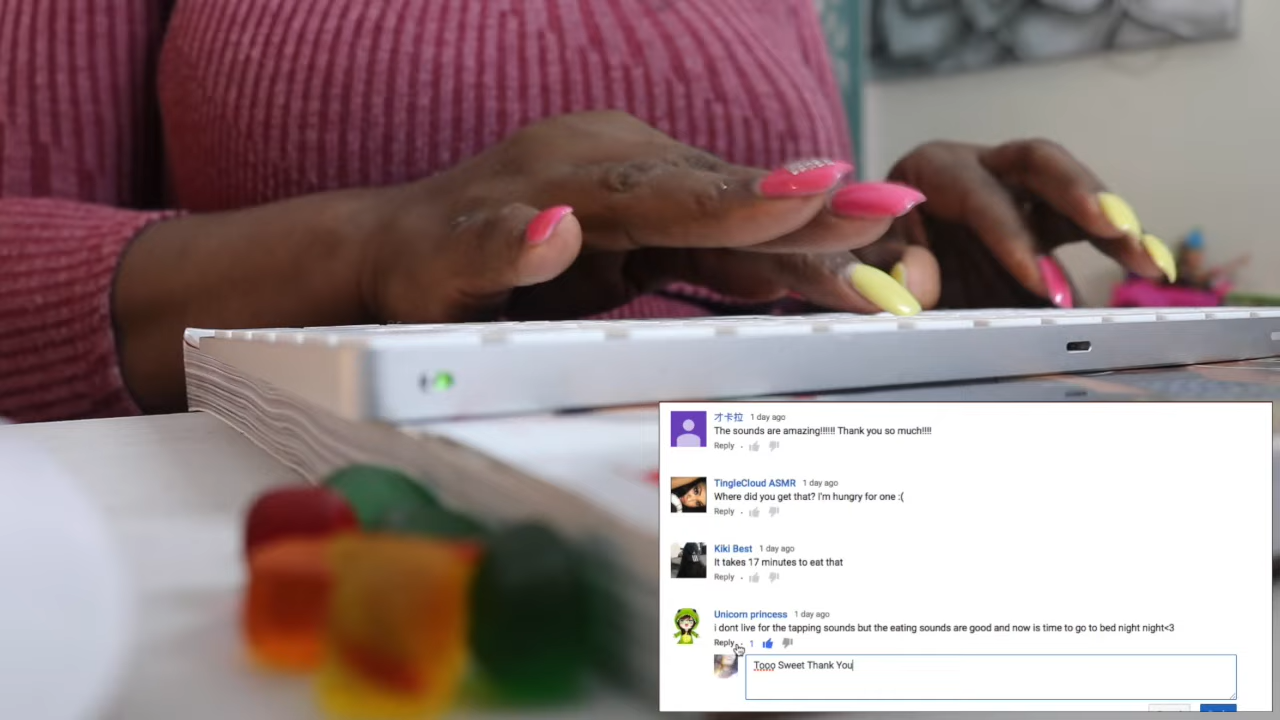 才卡拉 1 day ago
The sounds are amazing!!!!!! Thank you so much!!!!
Reply
TingleCloud ASMR 1 day ago
Where did you get that? i'm hungry for one :(
Reply
Kiki Best 1 day ago
It takes 17 minutes to eat that
Reply
Unicorn princess 1 day ago
i dont live for the tapping sounds but the eating sounds are good and now is time to go to bed night night<3
Reply 1
Tooo Sweet Thank You